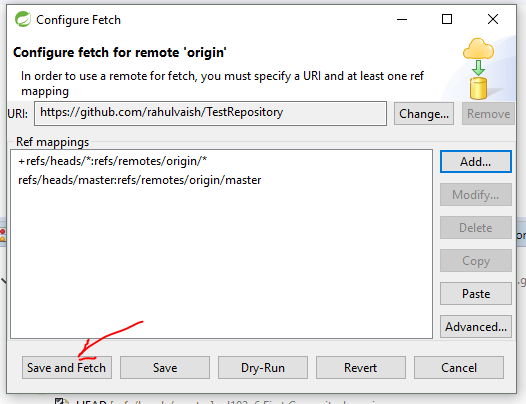 Configure Fetch
Configure fetch for remote 'origin'
In order to use a remote for fetch, you must specify a URI and at least one ref
mapping
URI: https://github.com/rahulvaish/TestRepository Change... Remove
Ref mappings
+refs/heads/*:refs/remotes/origin/*
refs/heads/master:refs/remotes/origin/master
Add...
Modify...
Delete
Copy
Paste
Advanced...
Save and Fetch Save Dry-Run Revert Cancel